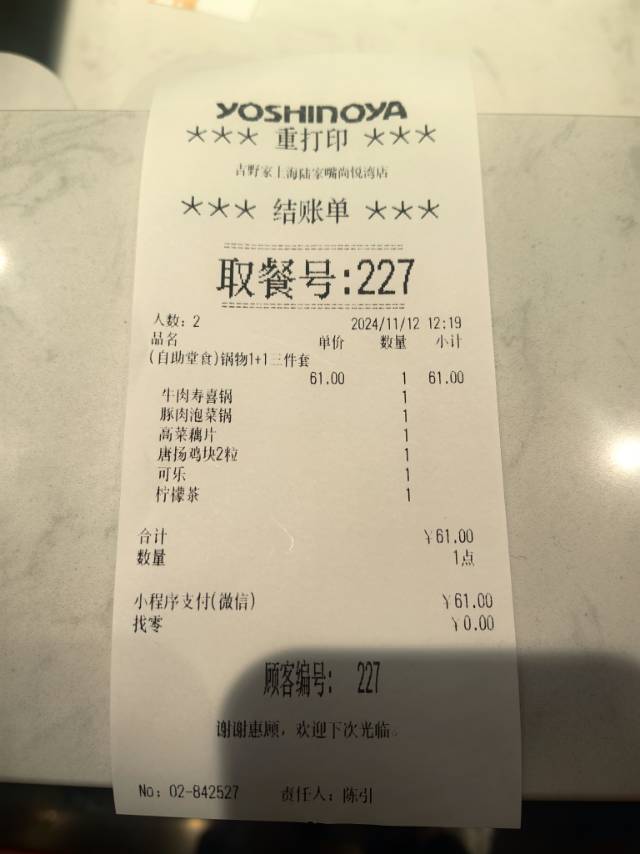 YOSHINOYA
*** 重打印 ***
吉野家上海陆家嘴尚悦湾店
*** 结账单 ***
取餐号:227
人数: 2 2024/11/12 12:19
品名 单价 数量 小计
(自助堂食)锅物1+1三件套
61.00 1 61.00
牛肉寿喜锅 1
豚肉泡菜锅 1
高菜藕片 1
唐扬鸡块2粒 1
可乐 1
柠檬茶 1
合计 ¥61.00
数量 1点
小程序支付(微信) ¥61.00
找零 ¥0.00
顾客编号: 227
谢谢惠顾，欢迎下次光临。
No: 02-842527 责任人: 陈引